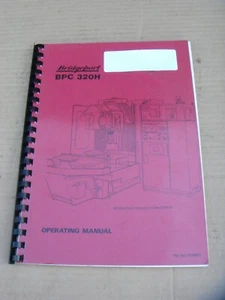 Bridgeport
BPC 320H
OPERATING MANUAL